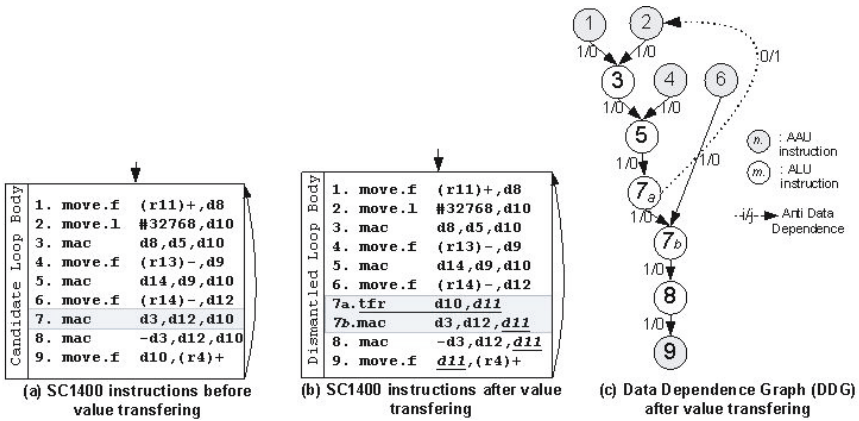 Candidate Loop Body
1. move.f (r11)+,d8
2. move.l #32768,d10
3. mac d8,d5,d10
4. move.f (r13)-,d9
5. mac d14,d9,d10
6. move.f (r14)-,d12
7. mac d3,d12,d10
8. mac -d3,d12,d10
9. move.f d10,(r4)+
(a) SC1400 instructions before
value transfering
Dismantled Loop Body
1. move.f (r11)+,d8
2. move.l #32768,d10
3. mac d8,d5,d10
4. move.f (r13)-,d9
5. mac d14,d9,d10
6. move.f (r14)-,d12
7a.tfr d10,d11
7b.mac d3,d12,d11
8. mac -d3,d12,d11
9. move.f d11,(r4)+
(b) SC1400 instructions after value
transfering
1
2
1/0
1/0
0/1
3
4
6
1/0
1/0
5
1/0
1/0
7a
1/0
7b
1/0
8
1/0
9
n. : AAU
instruction
m. : ALU
instruction
i/j Anti Data
Dependence
(c) Data Dependence Graph (DDG)
after value transfering